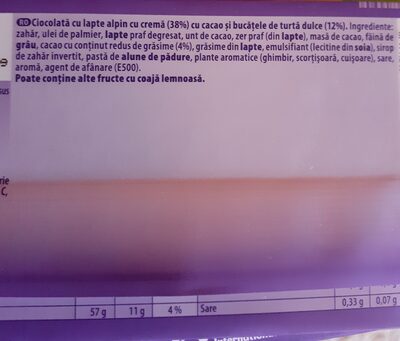 RO Ciocolată cu lapte alpin cu cremă (38%) cu cacao și bucățele de turtă dulce (12%). Ingrediente:
zahăr, ulei de palmier, lapte praf degresat, unt de cacao, zer praf (din lapte), masă de cacao, făină de
grâu, cacao cu conținut redus de grăsime (4%), grăsime din lapte, emulsifiant (lecitine din soia), sirop
de zahăr invertit, pastă de alune de pădure, plante aromatice (ghimbir, scorțișoară, cuișoare), sare,
aromă, agent de afânare (E500).
Poate conține alte fructe cu coajă lemnoasă.
sus
rie
C,
57 g 11 g 4 % Sare 0,33 g 0,07 g
International